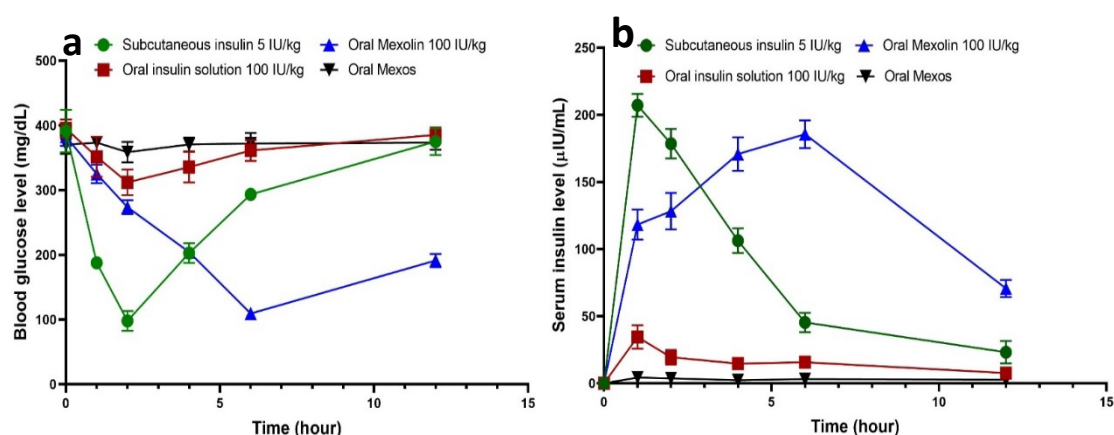 a
Subcutaneous insulin 5 IU/kg
Oral Mexolin 100 IU/kg
Oral insulin solution 100 IU/kg
Oral Mexos
Blood glucose level (mg/dL)
500
400
300
200
100
0
0
5
10
15
Time (hour)
b
Subcutaneous insulin 5 IU/kg
Oral Mexolin 100 IU/kg
Oral insulin solution 100 IU/kg
Oral Mexos
Serum insulin level (μIU/mL)
250
200
150
100
50
0
0
5
10
15
Time (hour)